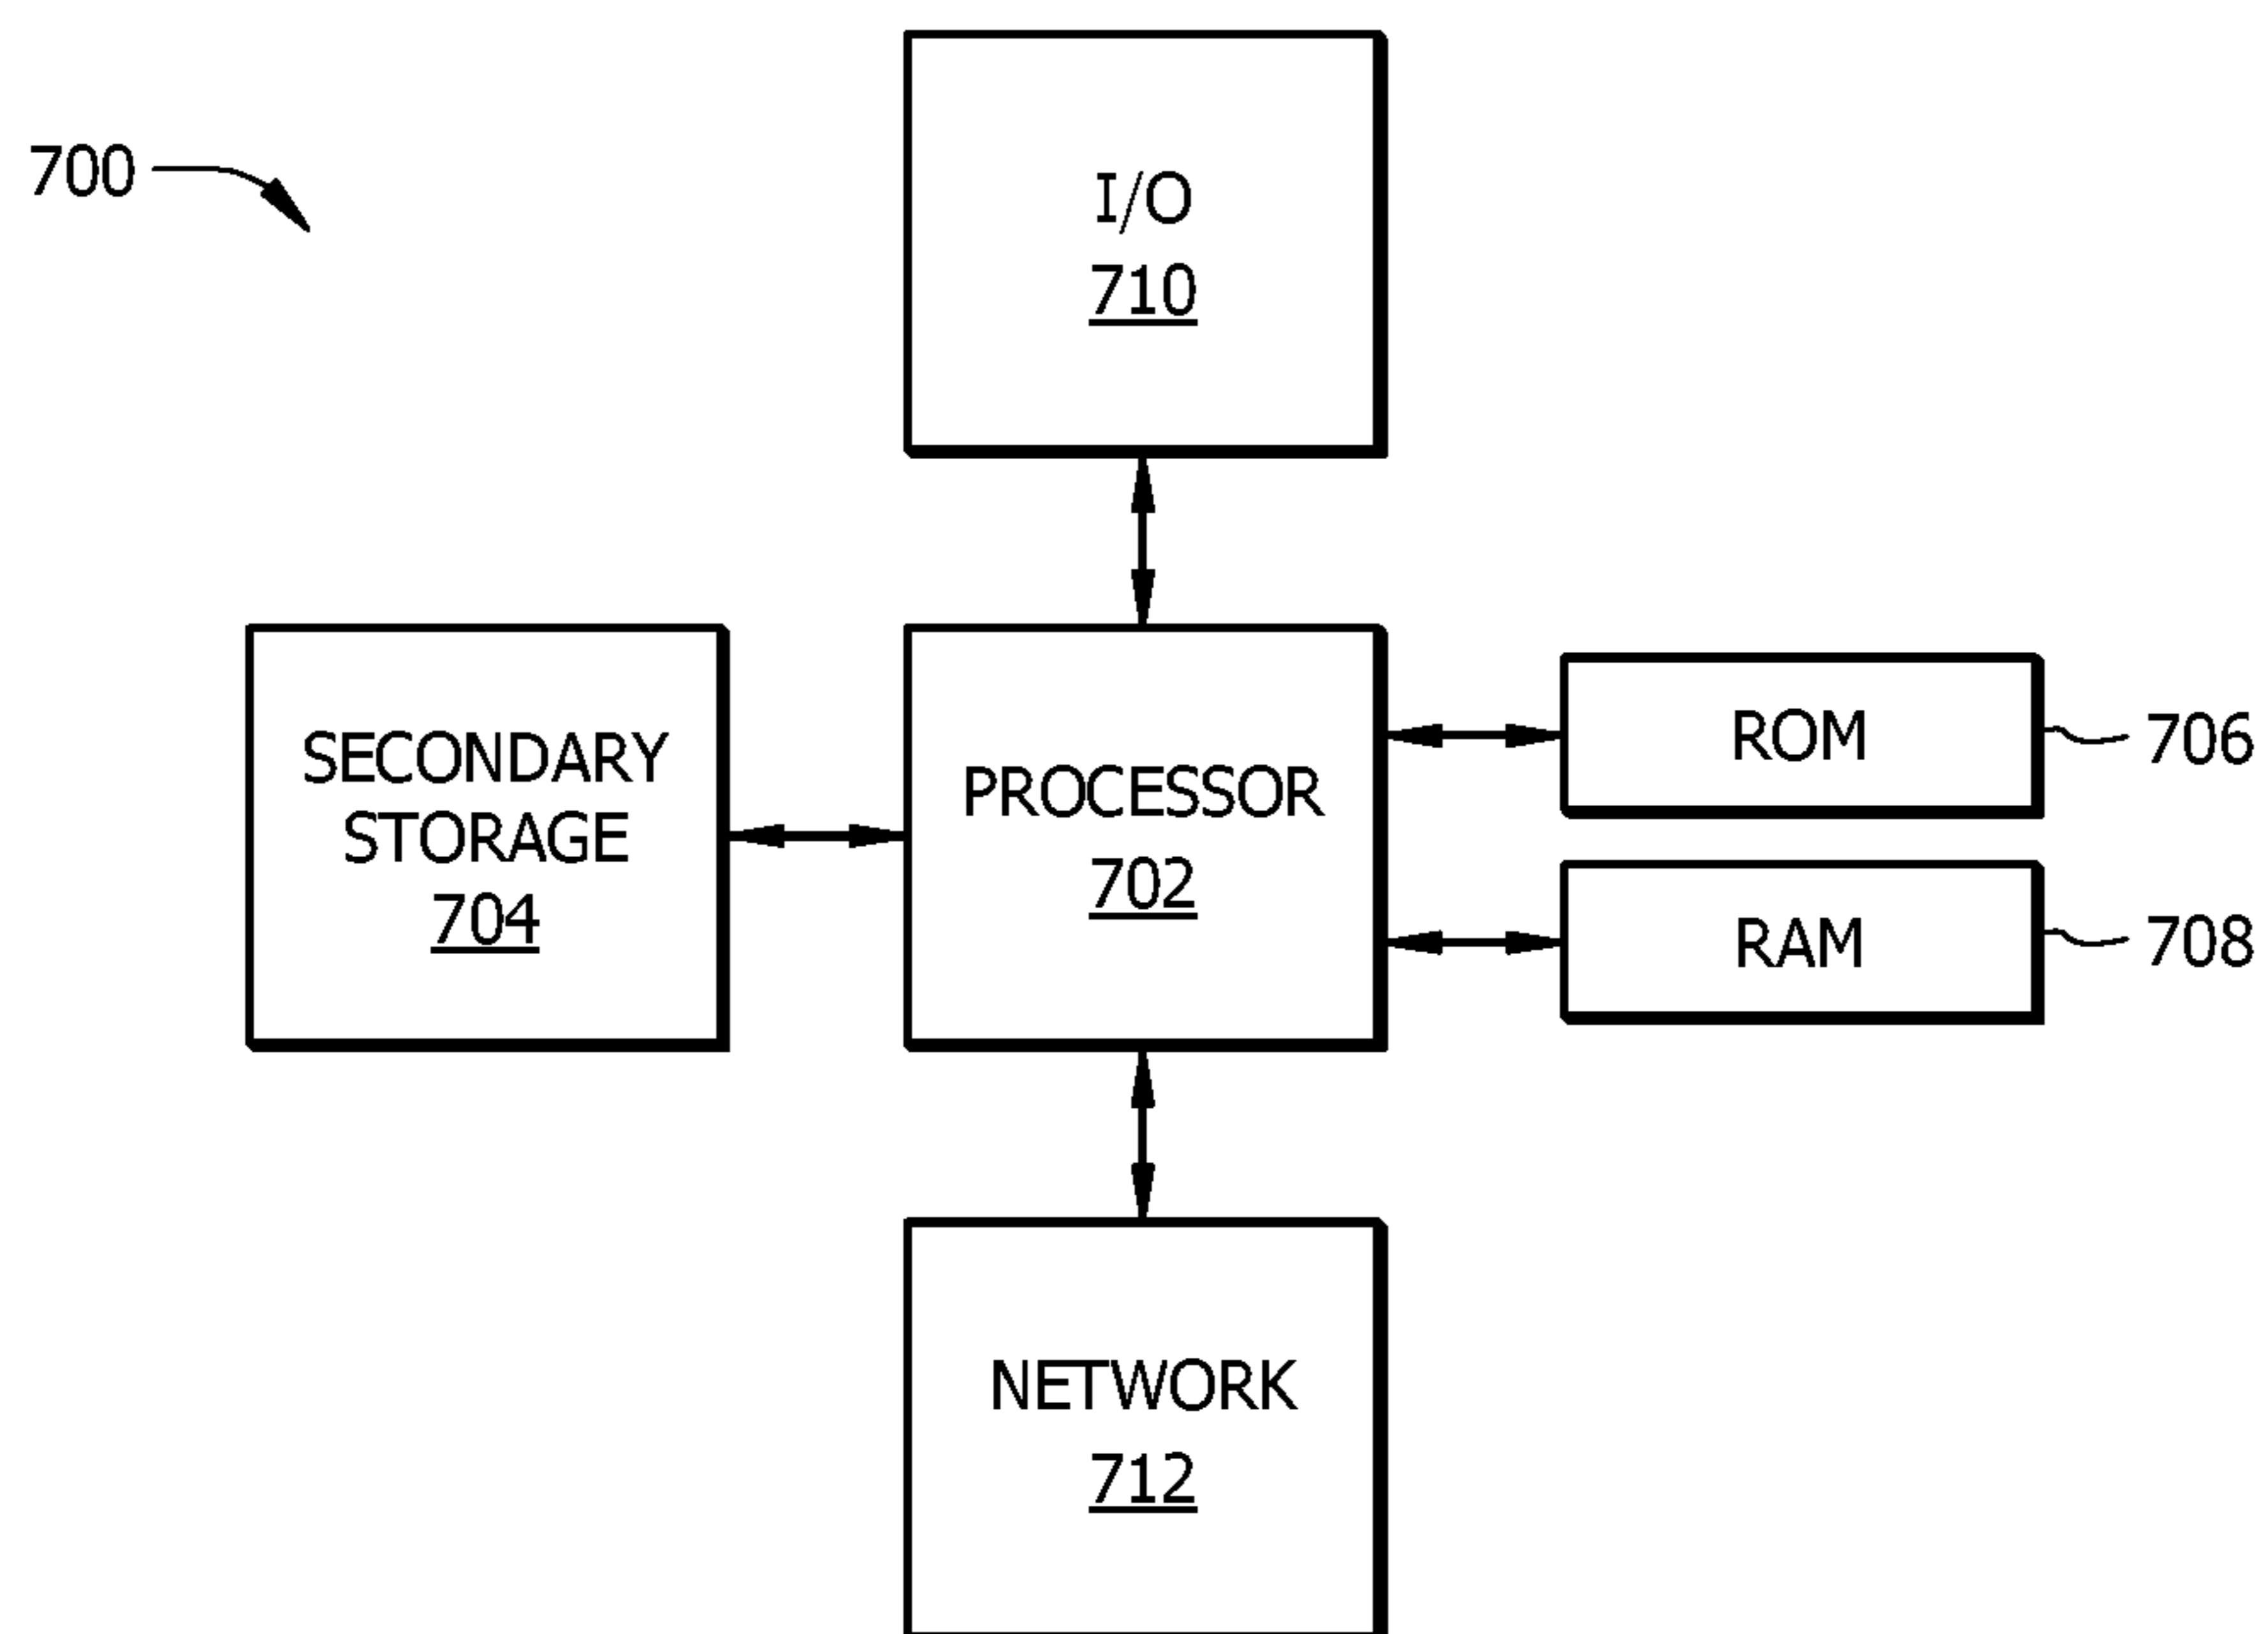 700
I/O
710
SECONDARY
STORAGE
704
PROCESSOR
702
ROM
706
RAM
708
NETWORK
712